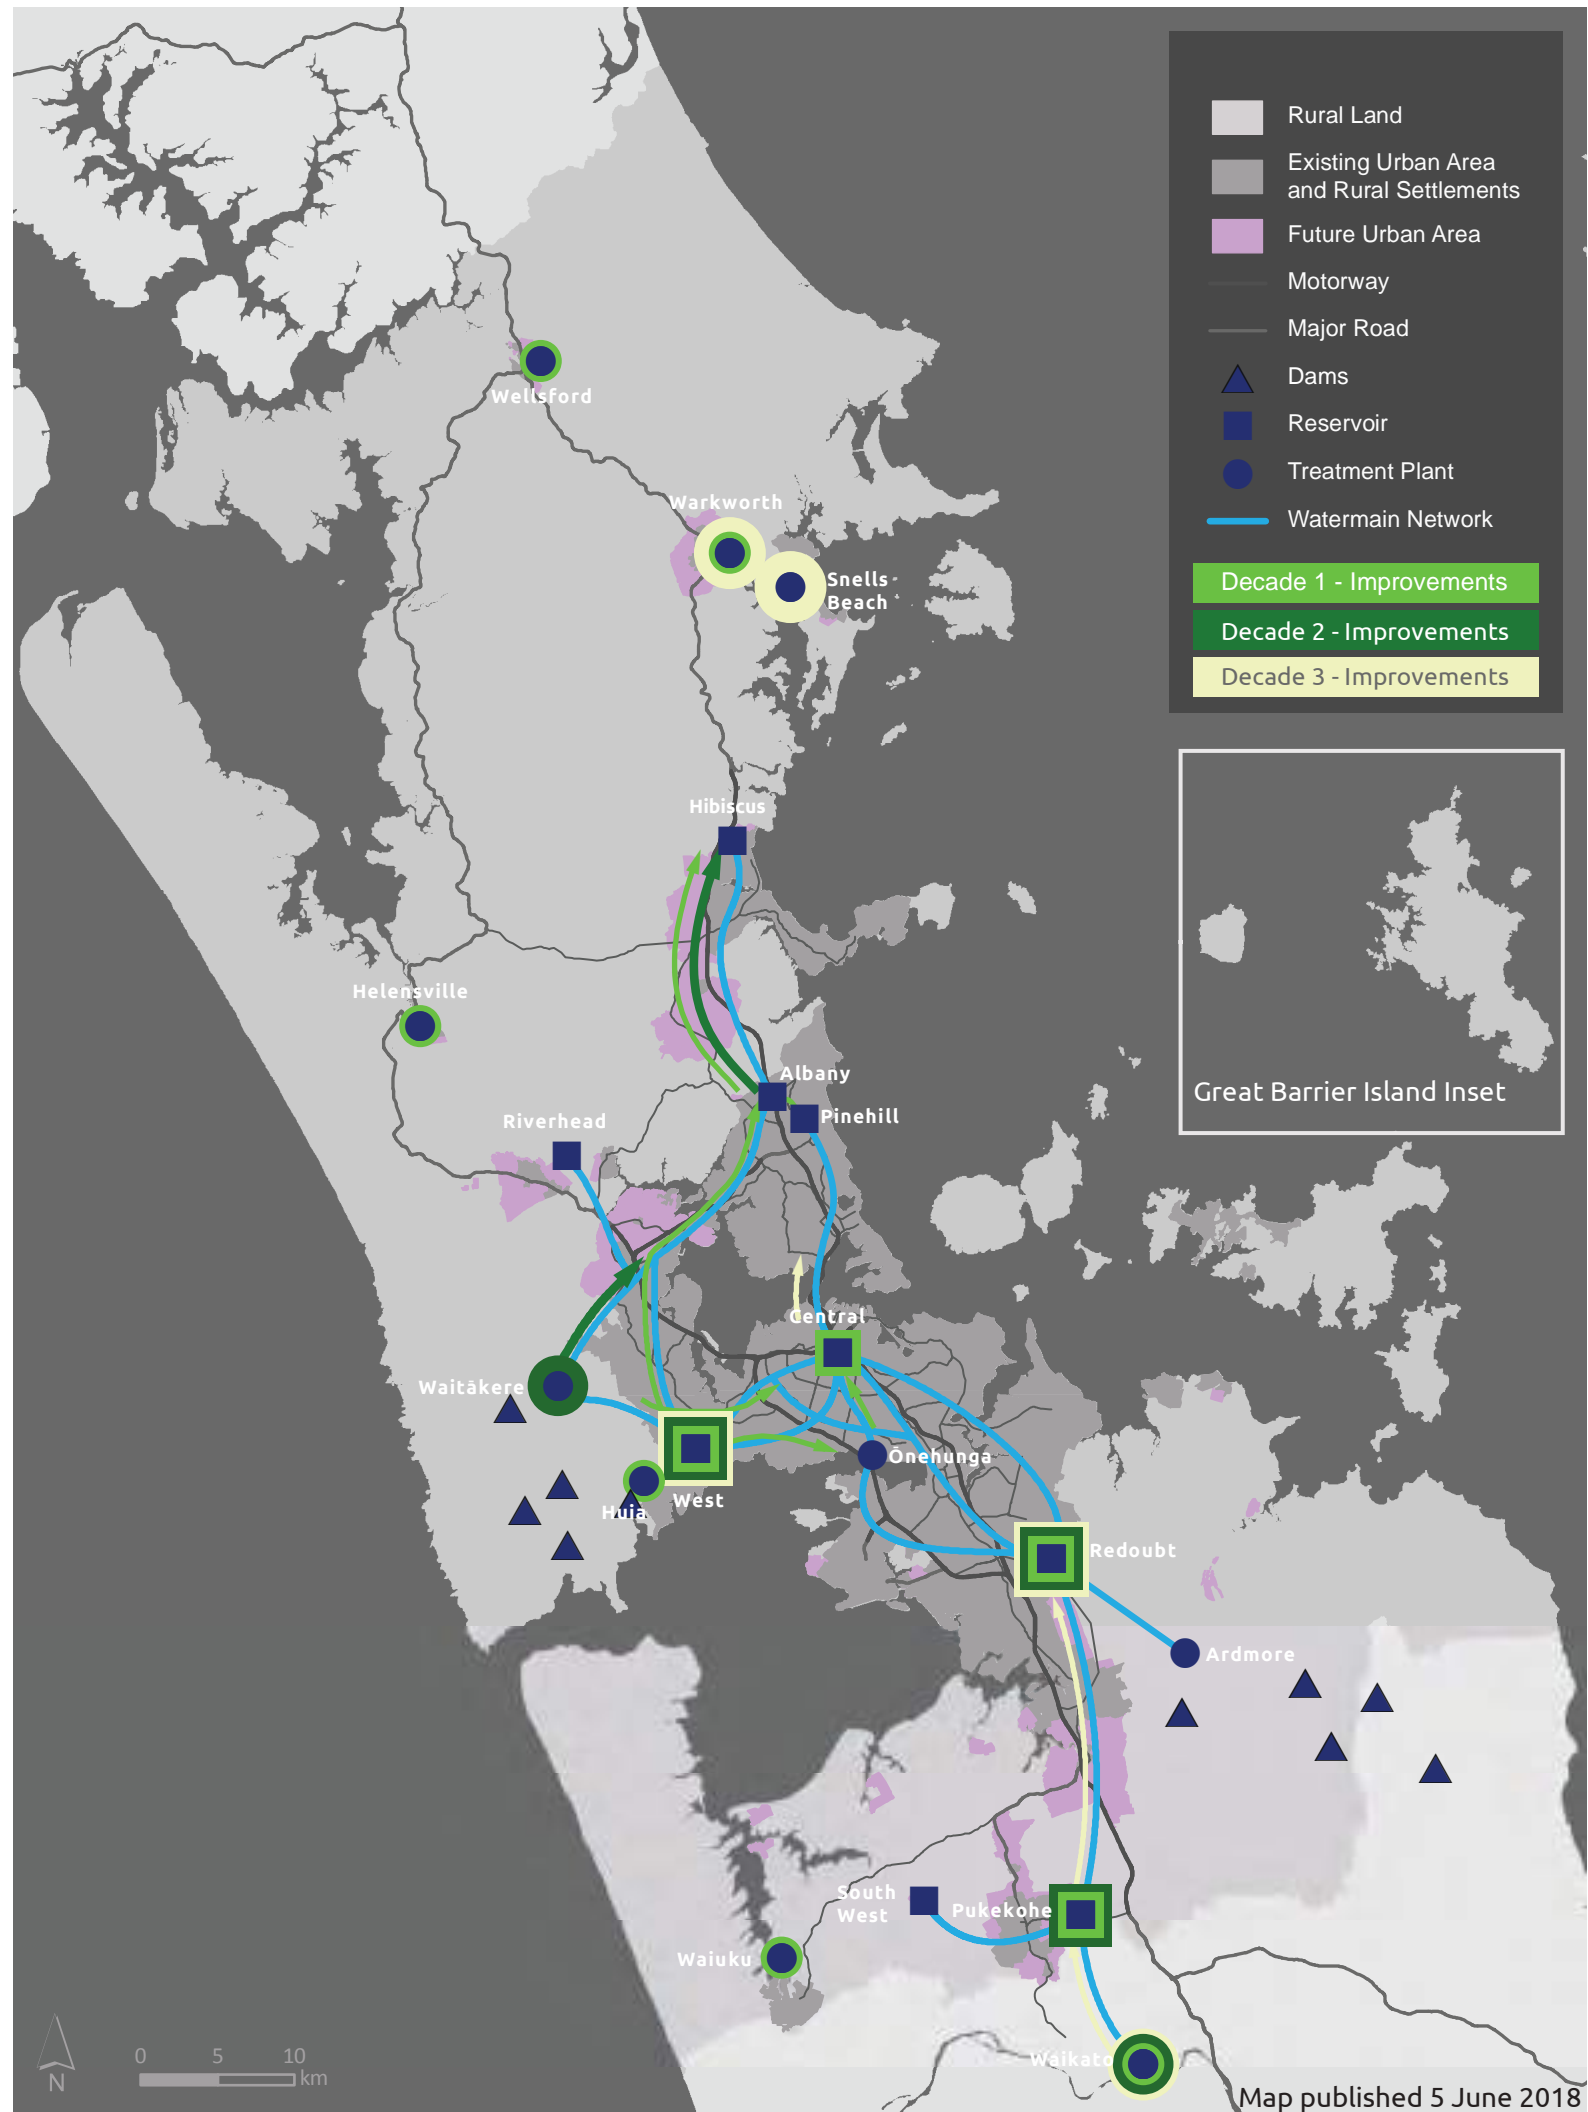 Rural Land
Existing Urban Area
and Rural Settlements
Future Urban Area
Motorway
Major Road
Dams
Reservoir
Treatment Plant
Watermain Network
Decade 1 - Improvements
Decade 2 - Improvements
Decade 3 - Improvements
Wellsford
Warkworth
Snells
Beach
Hibiscus
Helensville
Albany
Pinehill
Riverhead
Great Barrier Island Inset
Central
Waitākere
Ōnehunga
West
Huia
Redoubt
Ardmore
South
West
Pukekohe
Waiuku
Waikato
N
0 5 10
km
Map published 5 June 2018